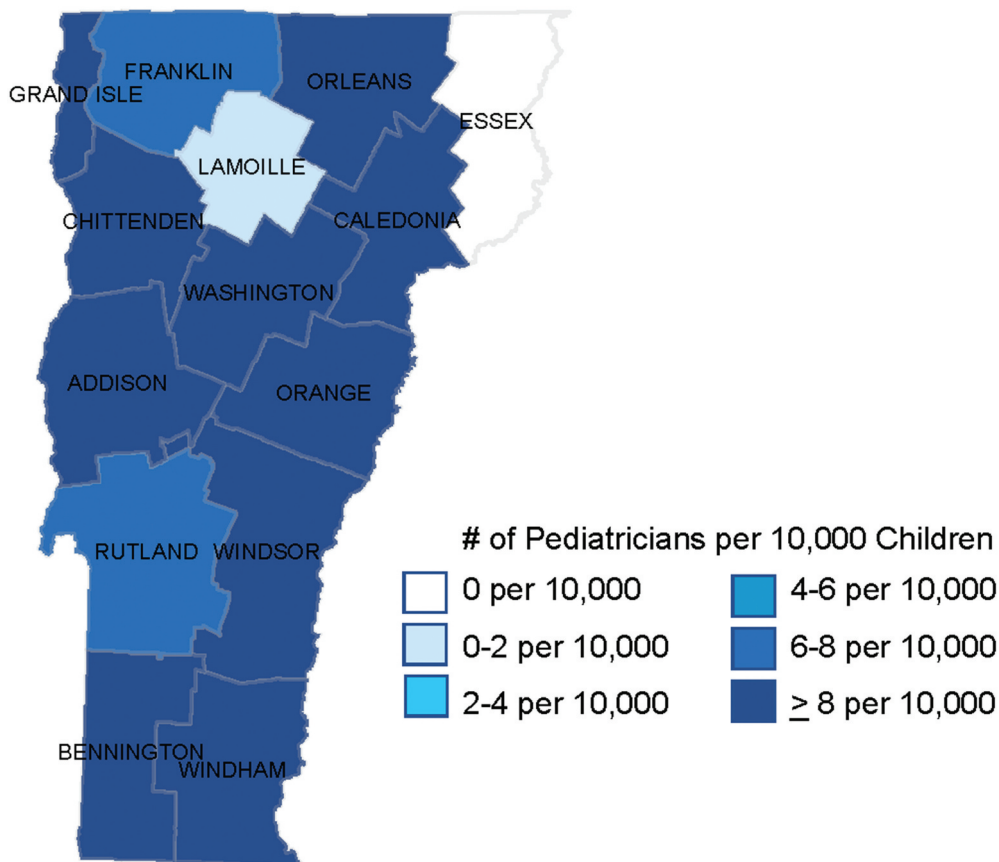 FRANKLIN
ORLEANS
GRAND ISLE
ESSEX
LAMOILLE
CHITTENDEN
CALEDONIA
WASHINGTON
ADDISON
ORANGE
RUTLAND
WINDSOR
BENNINGTON
WINDHAM
# of Pediatricians per 10,000 Children
0 per 10,000
0-2 per 10,000
2-4 per 10,000
4-6 per 10,000
6-8 per 10,000
≥ 8 per 10,000